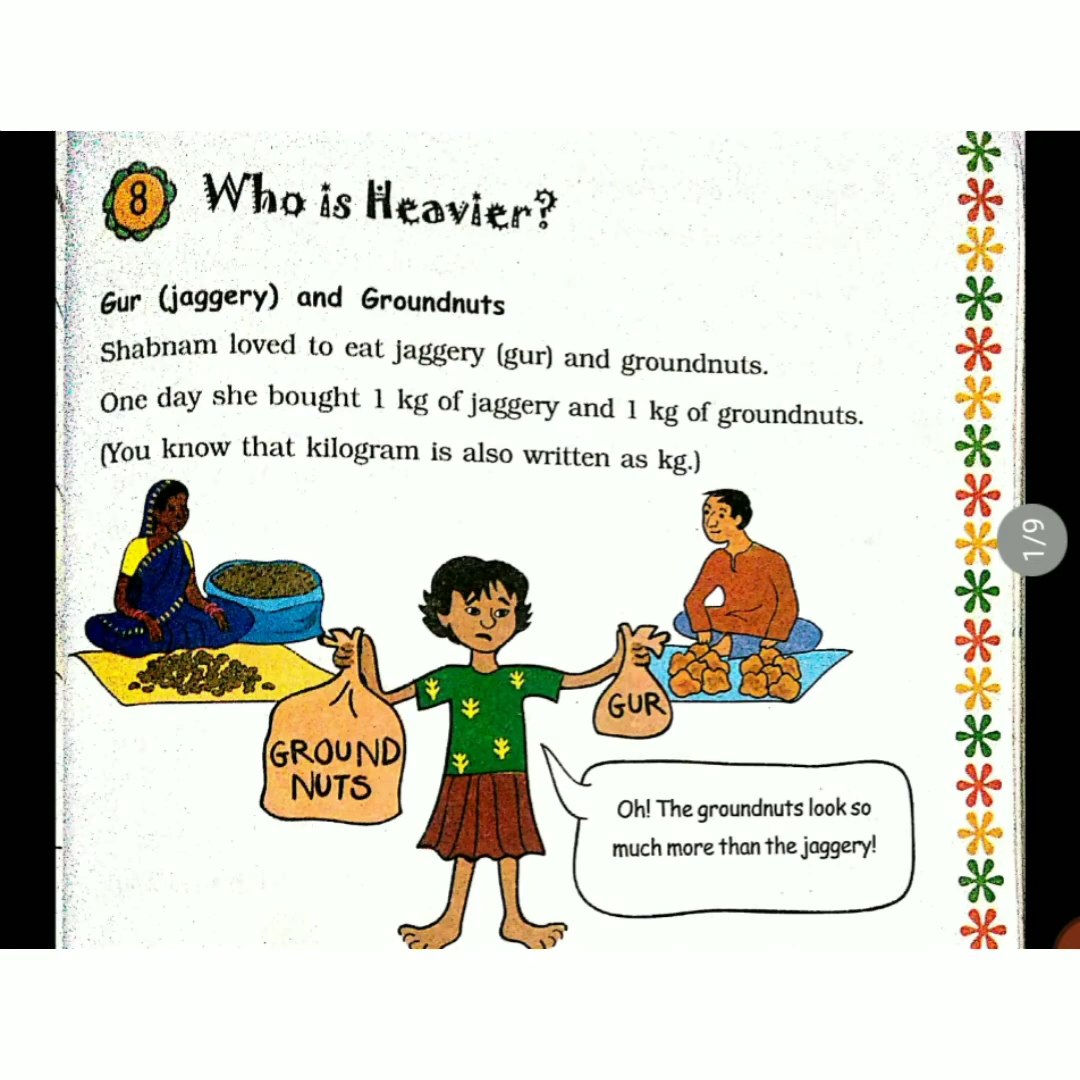 8 Who is Heavier?
Gur (jaggery) and Groundnuts
Shabnam loved to eat jaggery (gur) and groundnuts.
One day she bought 1 kg of jaggery and 1 kg of groundnuts.
(You know that kilogram is also written as kg.)
1/9
GROUND
NUTS
GUR
Oh! The groundnuts look so
much more than the jaggery!